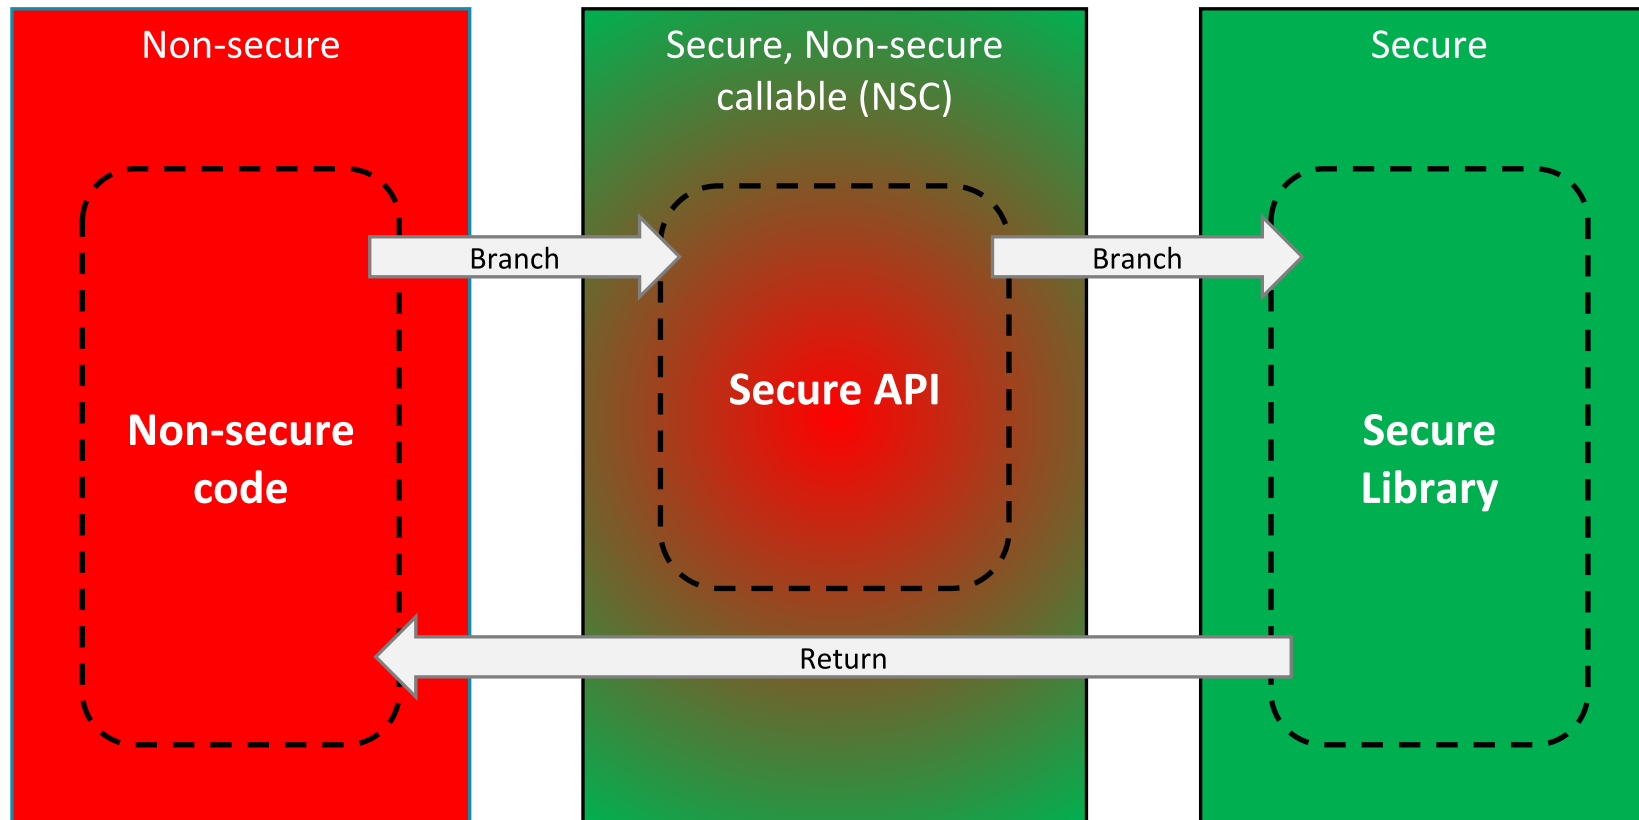 Non-secure
Secure, Non-secure
callable (NSC)
Secure
Branch
Branch
Secure API
Non-secure
code
Secure
Library
Return